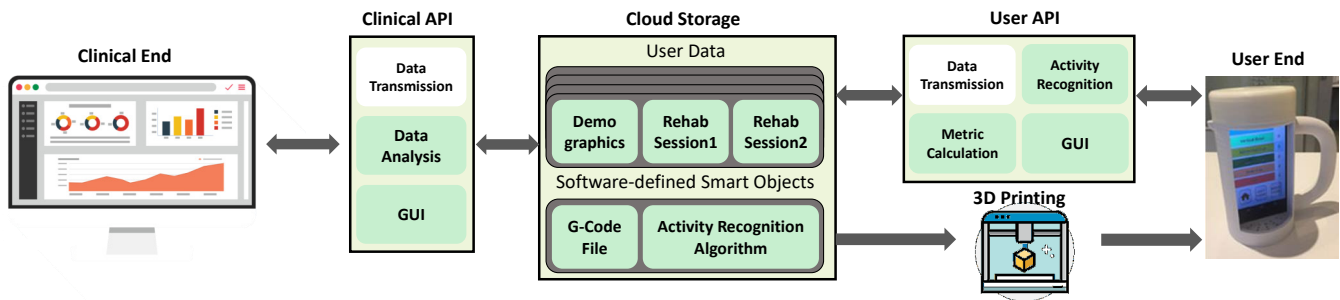 Clinical End
Clinical API
Data
Transmission
Data
Analysis
GUI
Cloud Storage
User Data
Demo
graphics
Rehab
Session1
Rehab
Session2
Software-defined Smart Objects
G-Code
File
Activity Recognition
Algorithm
User API
Data
Transmission
Activity
Recognition
Metric
Calculation
GUI
3D Printing
User End